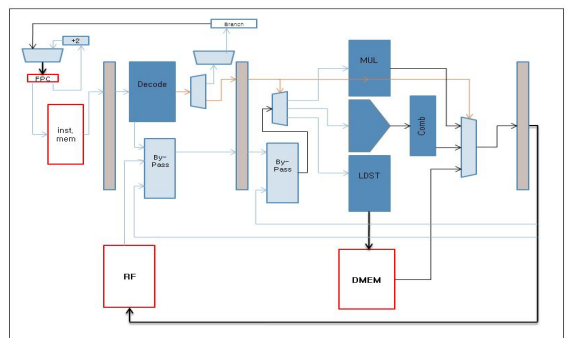 Branch
+2
FPC
inst,
mem
Decode
By-
Pass
By-
Pass
MUL
Comb
LDST
RF
DMEM